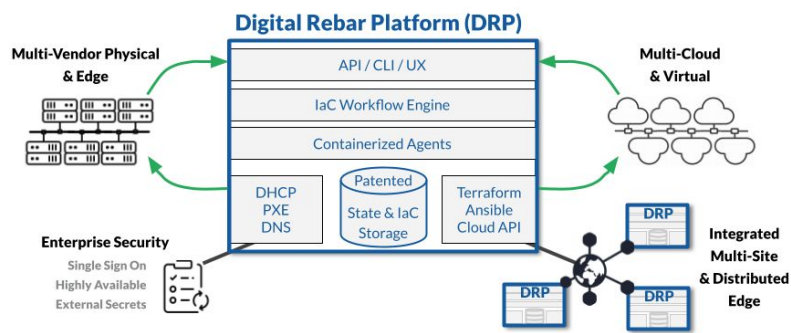 Digital Rebar Platform (DRP)
Multi-Vendor Physical
& Edge
API / CLI / UX
IaC Workflow Engine
Containerized Agents
DHCP
PXE
DNS
Patented
State & IaC
Storage
Terraform
Ansible
Cloud API
Multi-Cloud
& Virtual
Enterprise Security
Single Sign On
Highly Available
External Secrets
DRP
DRP
DRP
Integrated
Multi-Site
& Distributed
Edge